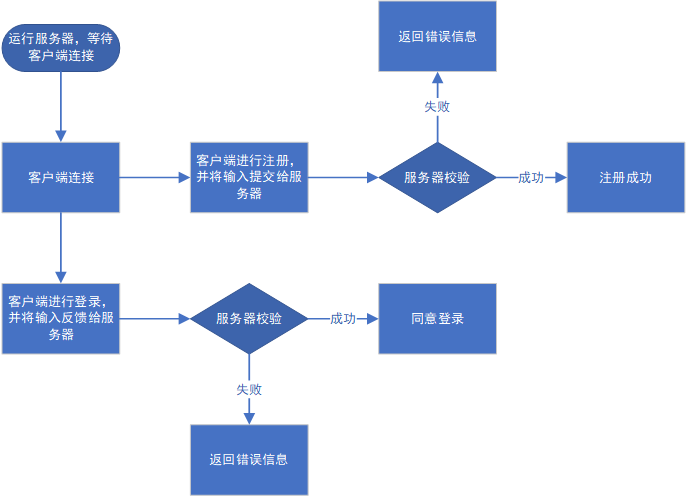 运行服务器，等待
客户端连接
返回错误信息
失败
客户端连接
客户端进行注册，
并将输入提交给服
务器
服务器校验
成功
注册成功
客户端进行登录，
并将输入反馈给服
务器
服务器校验
成功
同意登录
失败
返回错误信息